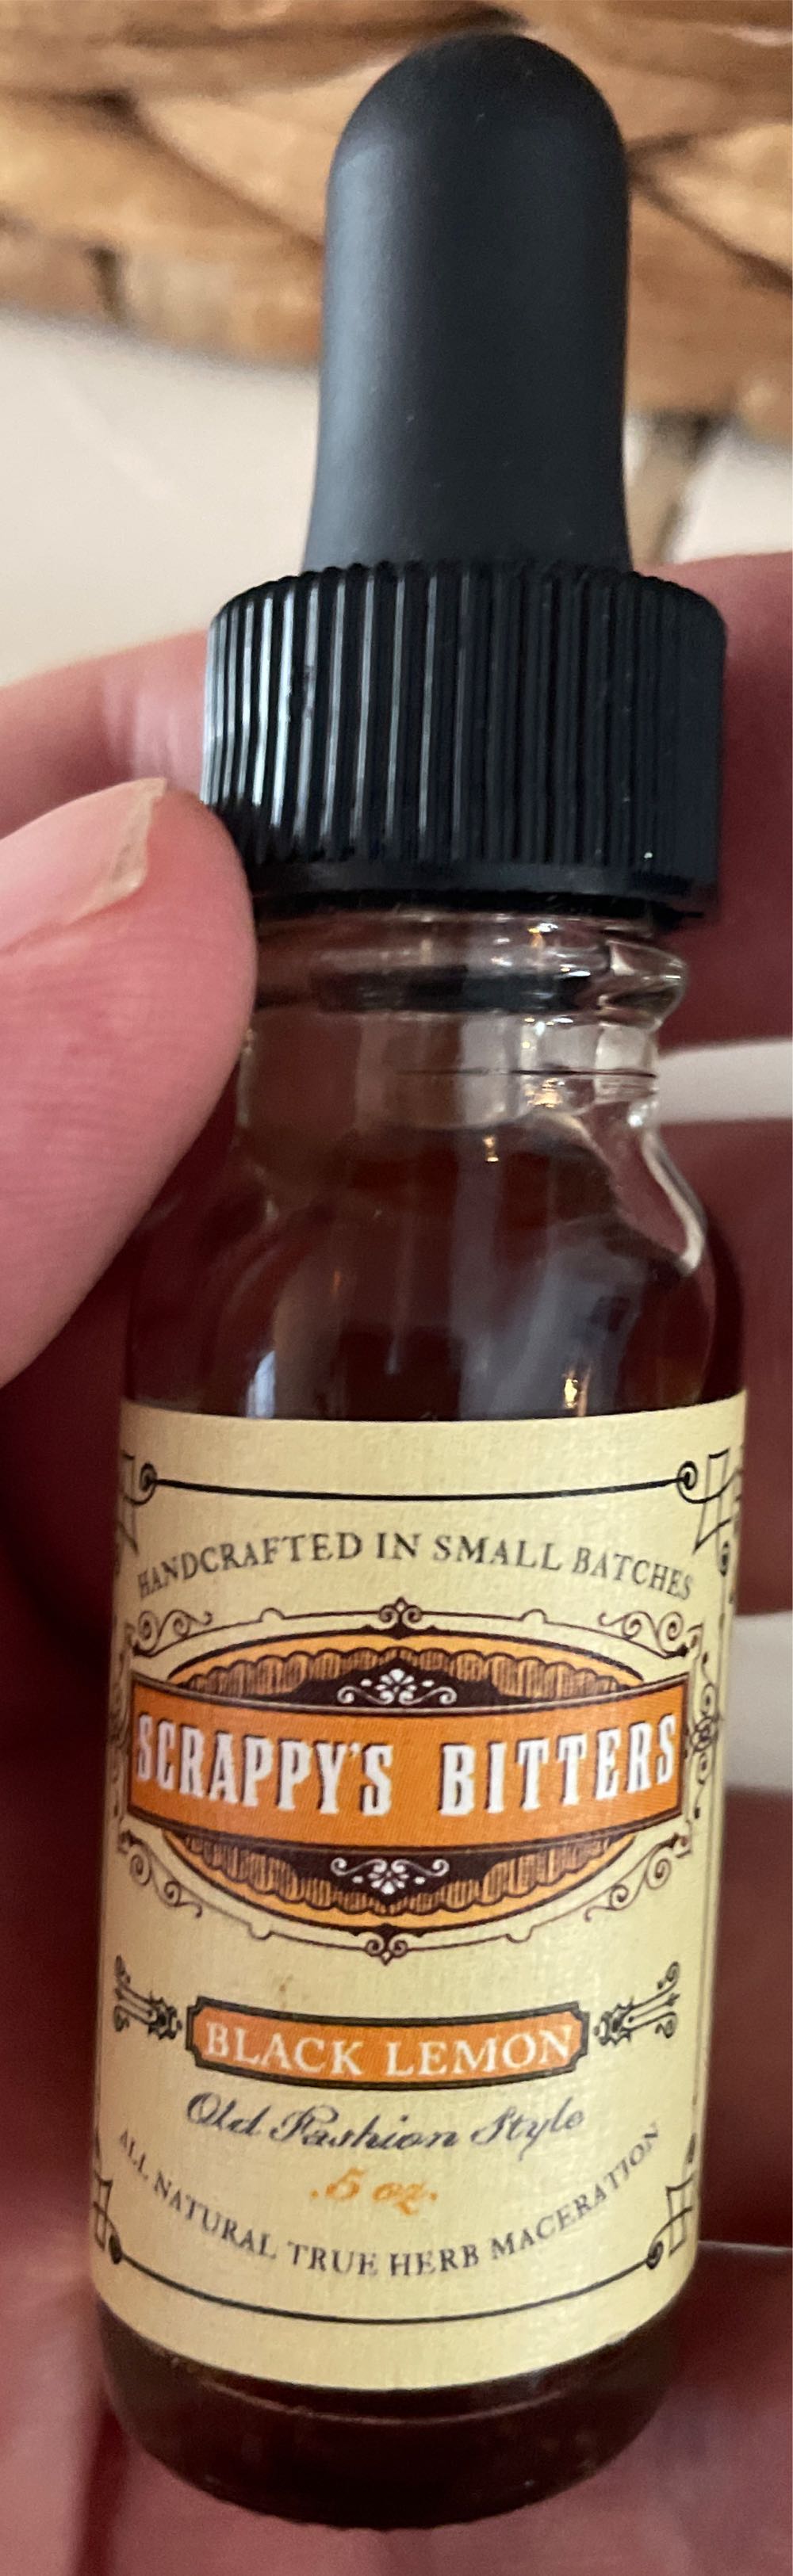 HANDCRAFTED IN SMALL BATCHES
SCRAPPY'S BITTERS
BLACK LEMON
Old Fashion Style
.5 oz.
ALL NATURAL TRUE HERB MACERATION